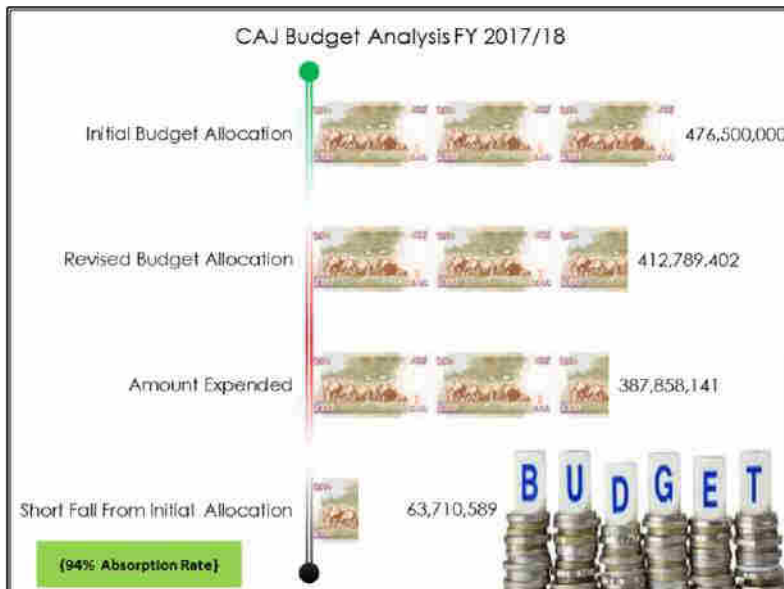 CAJ Budget Analysis FY 2017/18
Initial Budget Allocation 476,500,000
Revised Budget Allocation 412,789,402
Amount Expended 387,858,141
Short Fall From Initial Allocation 63,710,589
BUDGET
{94% Absorption Rate}